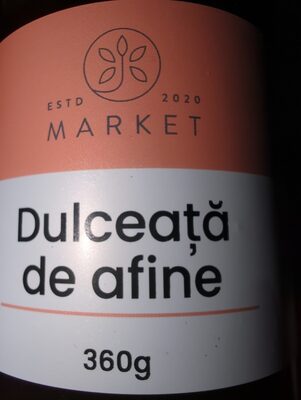 ESTD 2020
MARKET
Dulceață
de afine
360g